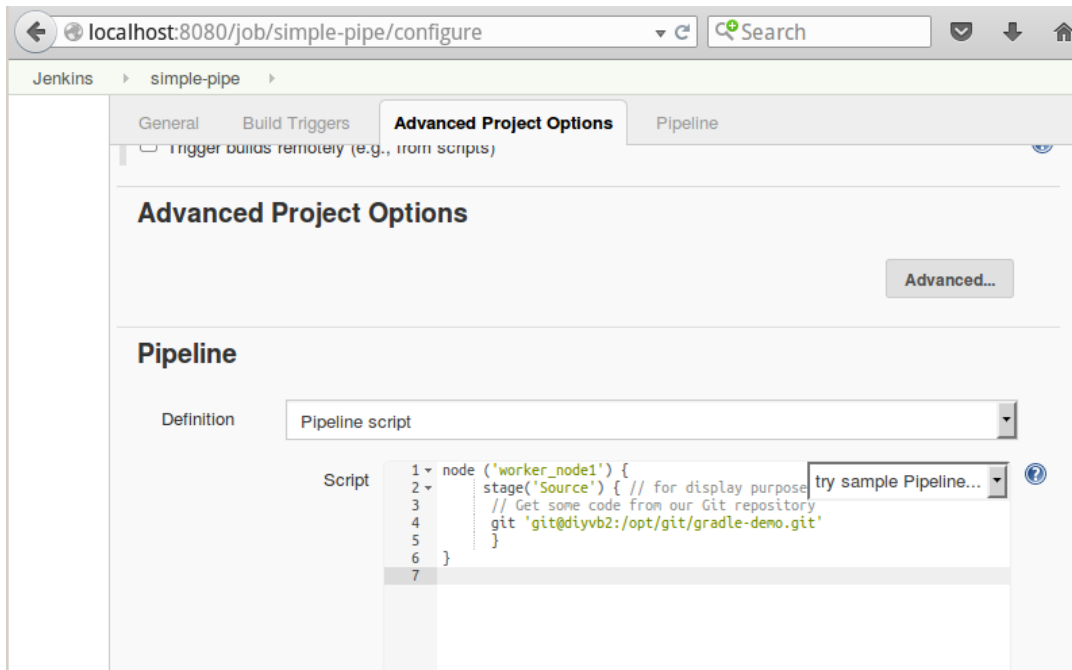 localhost:8080/job/simple-pipe/configure
Search
Jenkins simple-pipe
General Build Triggers Advanced Project Options Pipeline
Trigger builds remotely (e.g., from scripts)
Advanced Project Options
Advanced...
Pipeline
Definition Pipeline script
Script
try sample Pipeline...
1 node ('worker_node1') {
2 stage('Source') { // for display purpose
3 // Get some code from our Git repository
4 git 'git@diyvb2:/opt/git/gradle-demo.git'
5 }
6 }
7